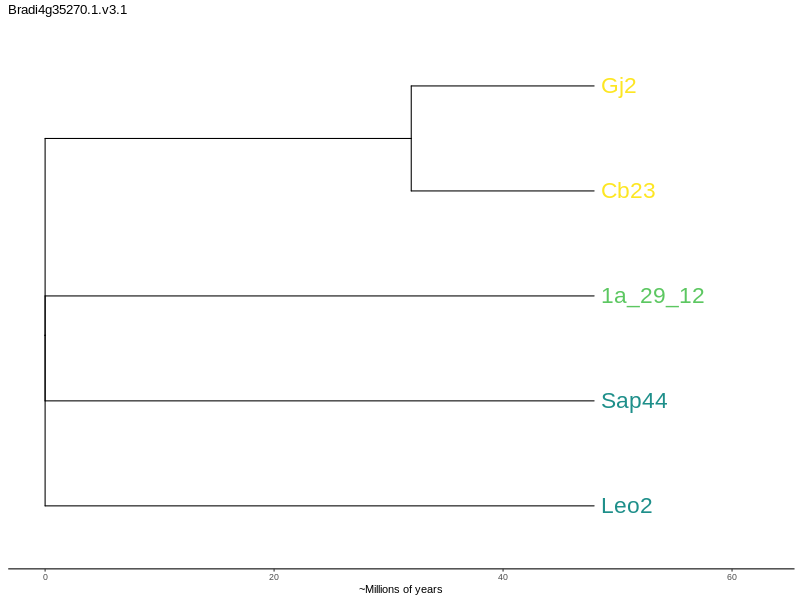 Bradi4g35270.1.v3.1
Gj2
Cb23
1a_29_12
Sap44
Leo2
0 20 40 60
~Millions of years